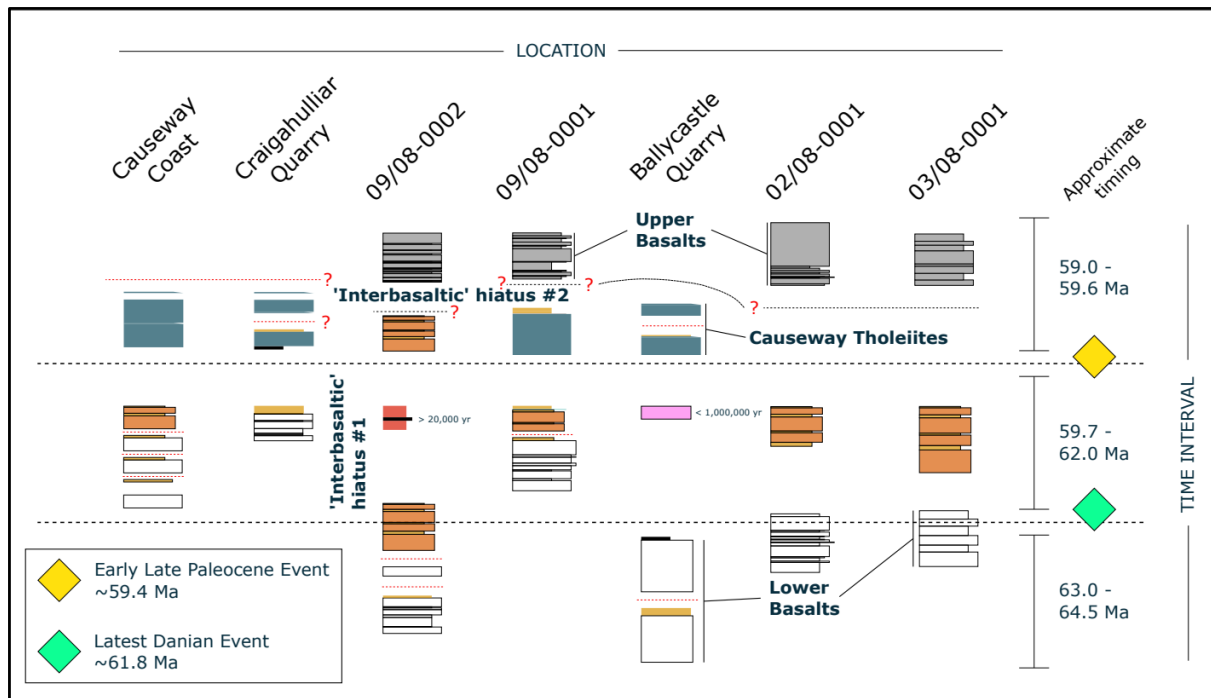 LOCATION
Causeway
Coast
Craigahulliar
Quarry
09/08-0002
09/08-0001
Ballycastle
Quarry
02/08-0001
03/08-0001
Approximate
timing
Upper
Basalts
59.0 -
59.6 Ma
?
?
?
?
'Interbasaltic' hiatus #2
?
?
Causeway Tholeiites
'Interbasaltic'
hiatus #1
> 20,000 yr
< 1,000,000 yr
59.7 -
62.0 Ma
TIME INTERVAL
Lower
Basalts
63.0 -
64.5 Ma
Early Late Paleocene Event
~59.4 Ma
Latest Danian Event
~61.8 Ma